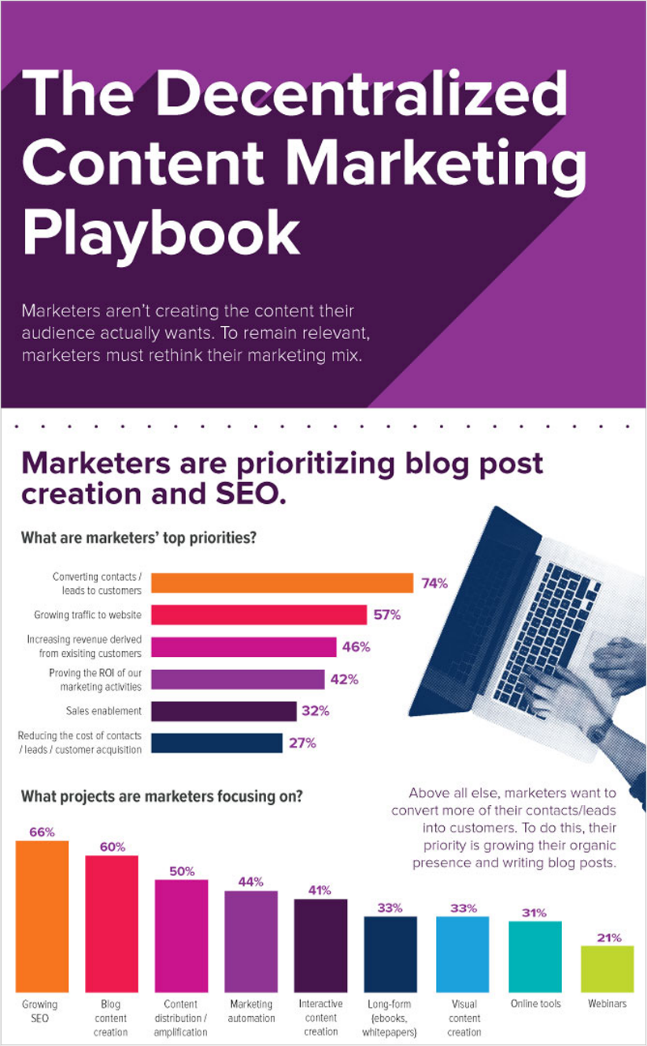 The Decentralized
Content Marketing
Playbook
Marketers aren't creating the content their
audience actually wants. To remain relevant,
marketers must rethink their marketing mix.
Marketers are prioritizing blog post
creation and SEO.
What are marketers' top priorities?
Converting contacts /
leads to customers
74%
Growing traffic to website
57%
Increasing revenue derived
from exisiting customers
46%
Proving the ROI of our
marketing activities
42%
Sales enablement
32%
Reducing the cost of contacts
/ leads / customer acquisition
27%
What projects are marketers focusing on?
Above all else, marketers want to
convert more of their contacts/leads
into customers. To do this, their
priority is growing their organic
presence and writing blog posts.
66%
60%
50%
44%
41%
33%
33%
31%
21%
Growing
SEO
Blog
content
creation
Content
distribution /
amplification
Marketing
automation
Interactive
content
creation
Long-form
(ebooks,
whitepapers)
Visual
content
creation
Online tools
Webinars